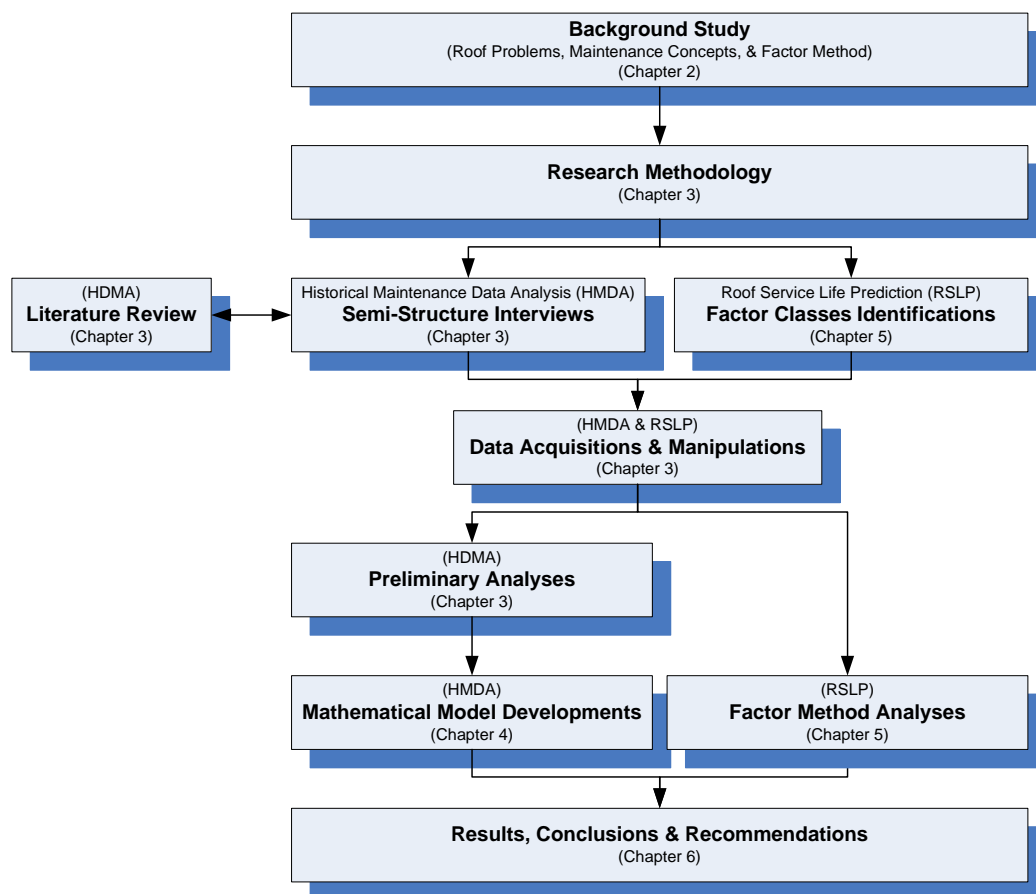 Background Study
(Roof Problems, Maintenance Concepts, & Factor Method)
(Chapter 2)
Research Methodology
(Chapter 3)
(HDMA)
Literature Review
(Chapter 3)
Historical Maintenance Data Analysis (HMDA)
Semi-Structure Interviews
(Chapter 3)
Roof Service Life Prediction (RSLP)
Factor Classes Identifications
(Chapter 5)
(HMDA & RSLP)
Data Acquisitions & Manipulations
(Chapter 3)
(HDMA)
Preliminary Analyses
(Chapter 3)
(HMDA)
Mathematical Model Developments
(Chapter 4)
(RSLP)
Factor Method Analyses
(Chapter 5)
Results, Conclusions & Recommendations
(Chapter 6)